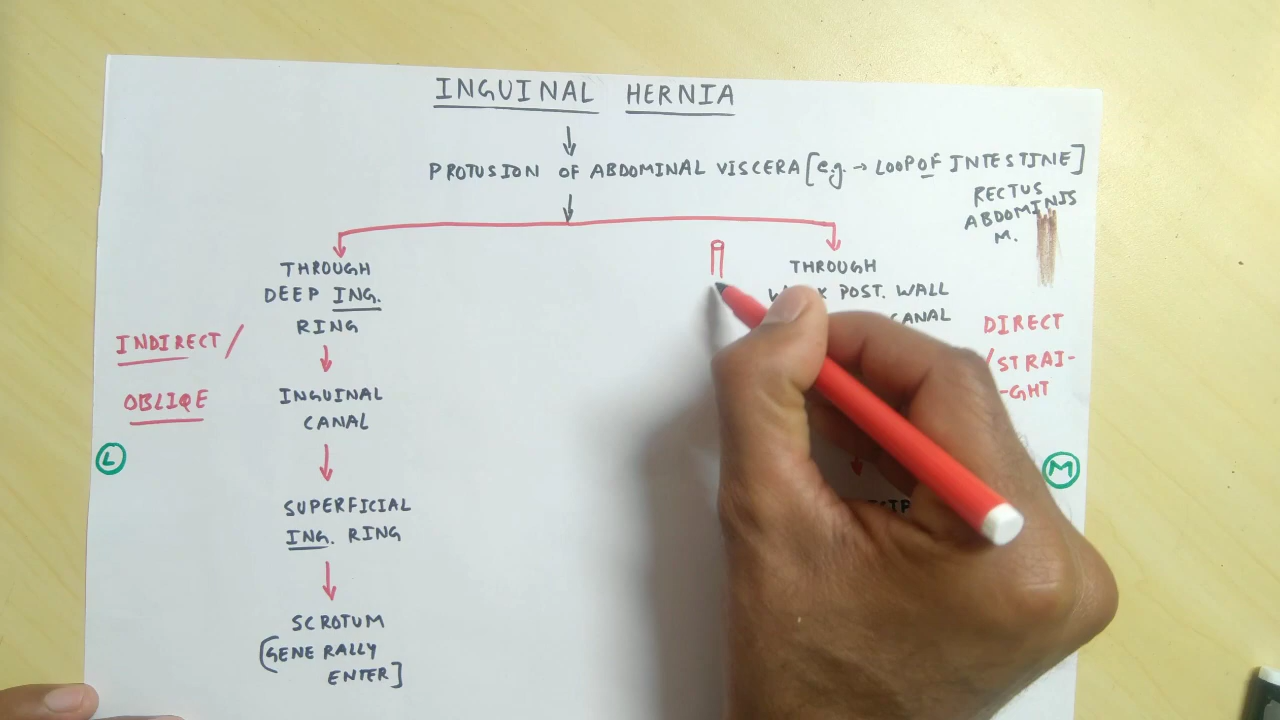 INGUINAL HERNIA
PROTUSION OF ABDOMINAL VISCERA [e.g. → LOOP OF INTESTINE]
RECTUS
ABDOMINIS
M.
THROUGH
DEEP ING.
RING
INDIRECT /
OBLIQE
L
INGUINAL
CANAL
SUPERFICIAL
ING. RING
SCROTUM
(GENERALLY
ENTER]
THROUGH
POST. WALL
CANAL
DIRECT
/STRAI-
-GHT
M